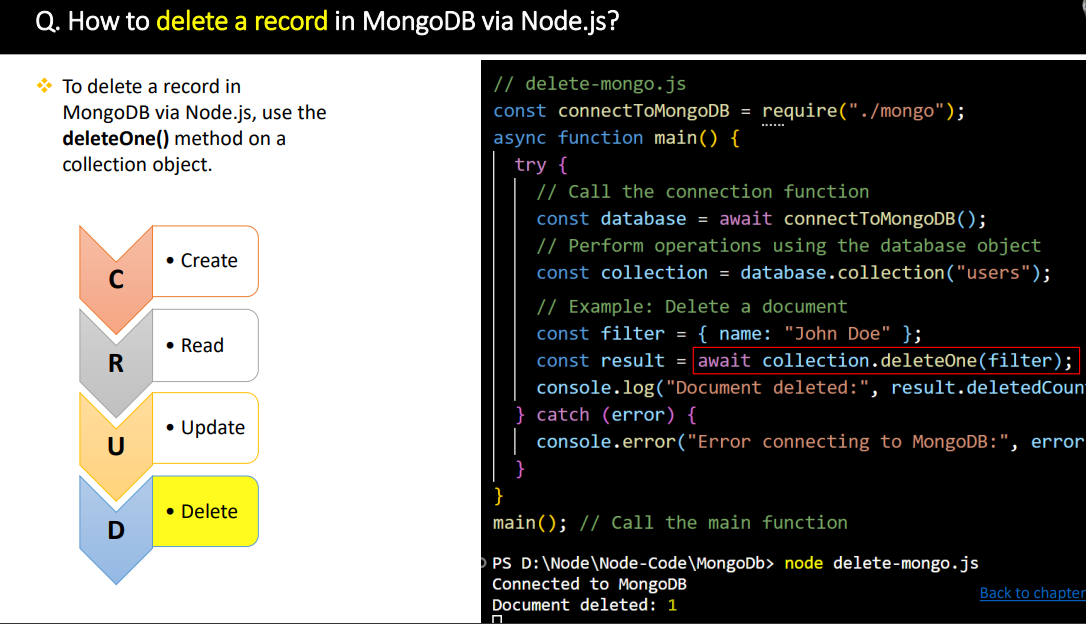 Q. How to delete a record in MongoDB via Node.js?
To delete a record in
MongoDB via Node.js, use the
deleteOne() method on a
collection object.
C
• Create
R
• Read
U
• Update
D
• Delete
// delete-mongo.js
const connectToMongoDB = require("./mongo");
async function main() {
try {
// Call the connection function
const database = await connectToMongoDB();
// Perform operations using the database object
const collection = database.collection("users");
// Example: Delete a document
const filter = { name: "John Doe" };
const result = await collection.deleteOne(filter);
console.log("Document deleted:", result.deletedCoun
} catch (error) {
console.error("Error connecting to MongoDB:", error
}
}
main(); // Call the main function
PS D:\Node\Node-Code\MongoDb> node delete-mongo.js
Connected to MongoDB
Document deleted: 1
Back to chapter